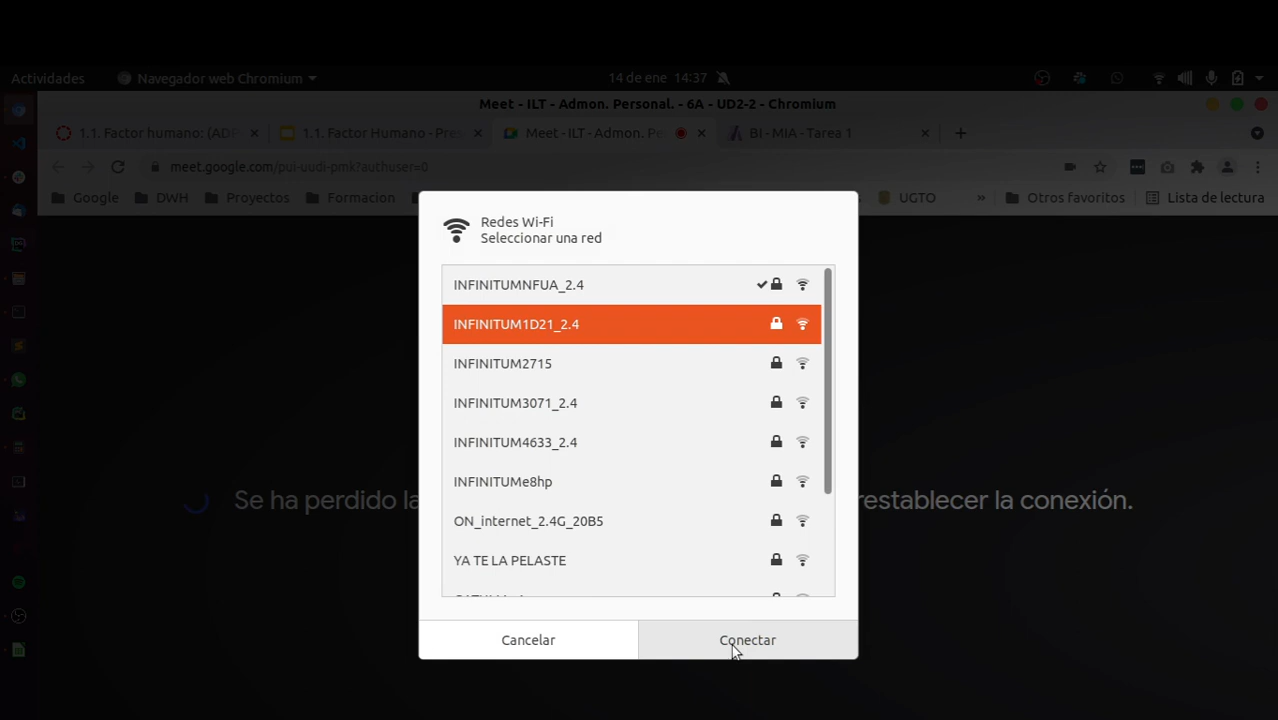 Actividades
Navegador web Chromium
14 de ene 14:37
Meet - ILT - Admon. Personal. - 6A - UD2-2 - Chromium
1.1. Factor humano: (ADP
1.1. Factor Humano - Pres
Meet - ILT - Admon. Pe
BI - MIA - Tarea 1
meet.google.com/pui-uudi-pmk?authuser=0
Google
DWH
Proyectos
Formacion
UGTO
»
Otros favoritos
Lista de lectura
Redes Wi-Fi
Seleccionar una red
INFINITUMNFUA_2.4
INFINITUM1D21_2.4
INFINITUM2715
INFINITUM3071_2.4
INFINITUM4633_2.4
INFINITUMe8hp
ON_internet_2.4G_20B5
YA TE LA PELASTE
Se ha perdido la
restablecer la conexión.
Cancelar
Conectar